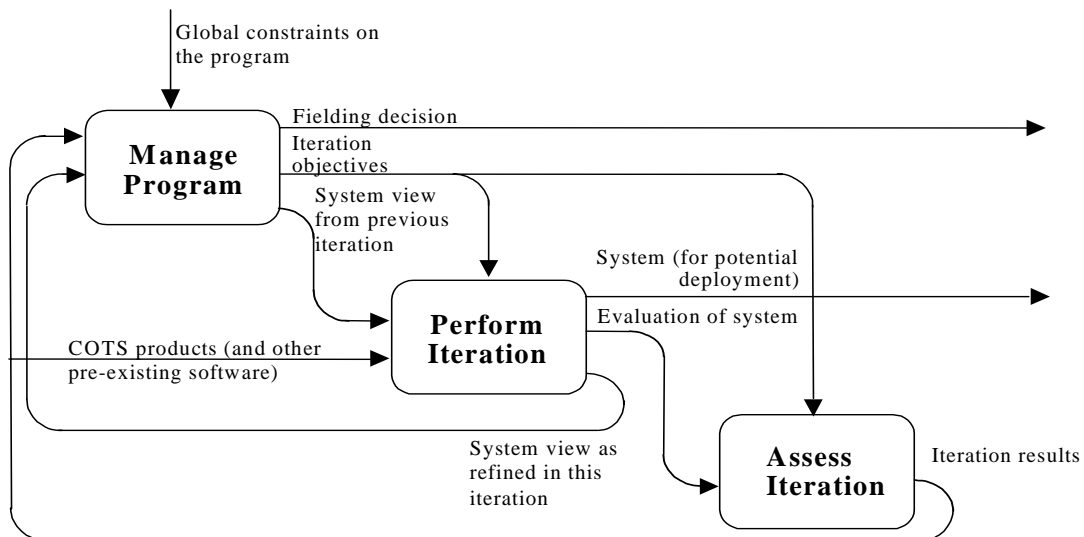 Global constraints on
the program
Fielding decision
Iteration
objectives
Manage
Program
System view
from previous
iteration
System (for potential
deployment)
Evaluation of system
Perform
Iteration
COTS products (and other
pre-existing software)
System view as
refined in this
iteration
Assess
Iteration
Iteration results